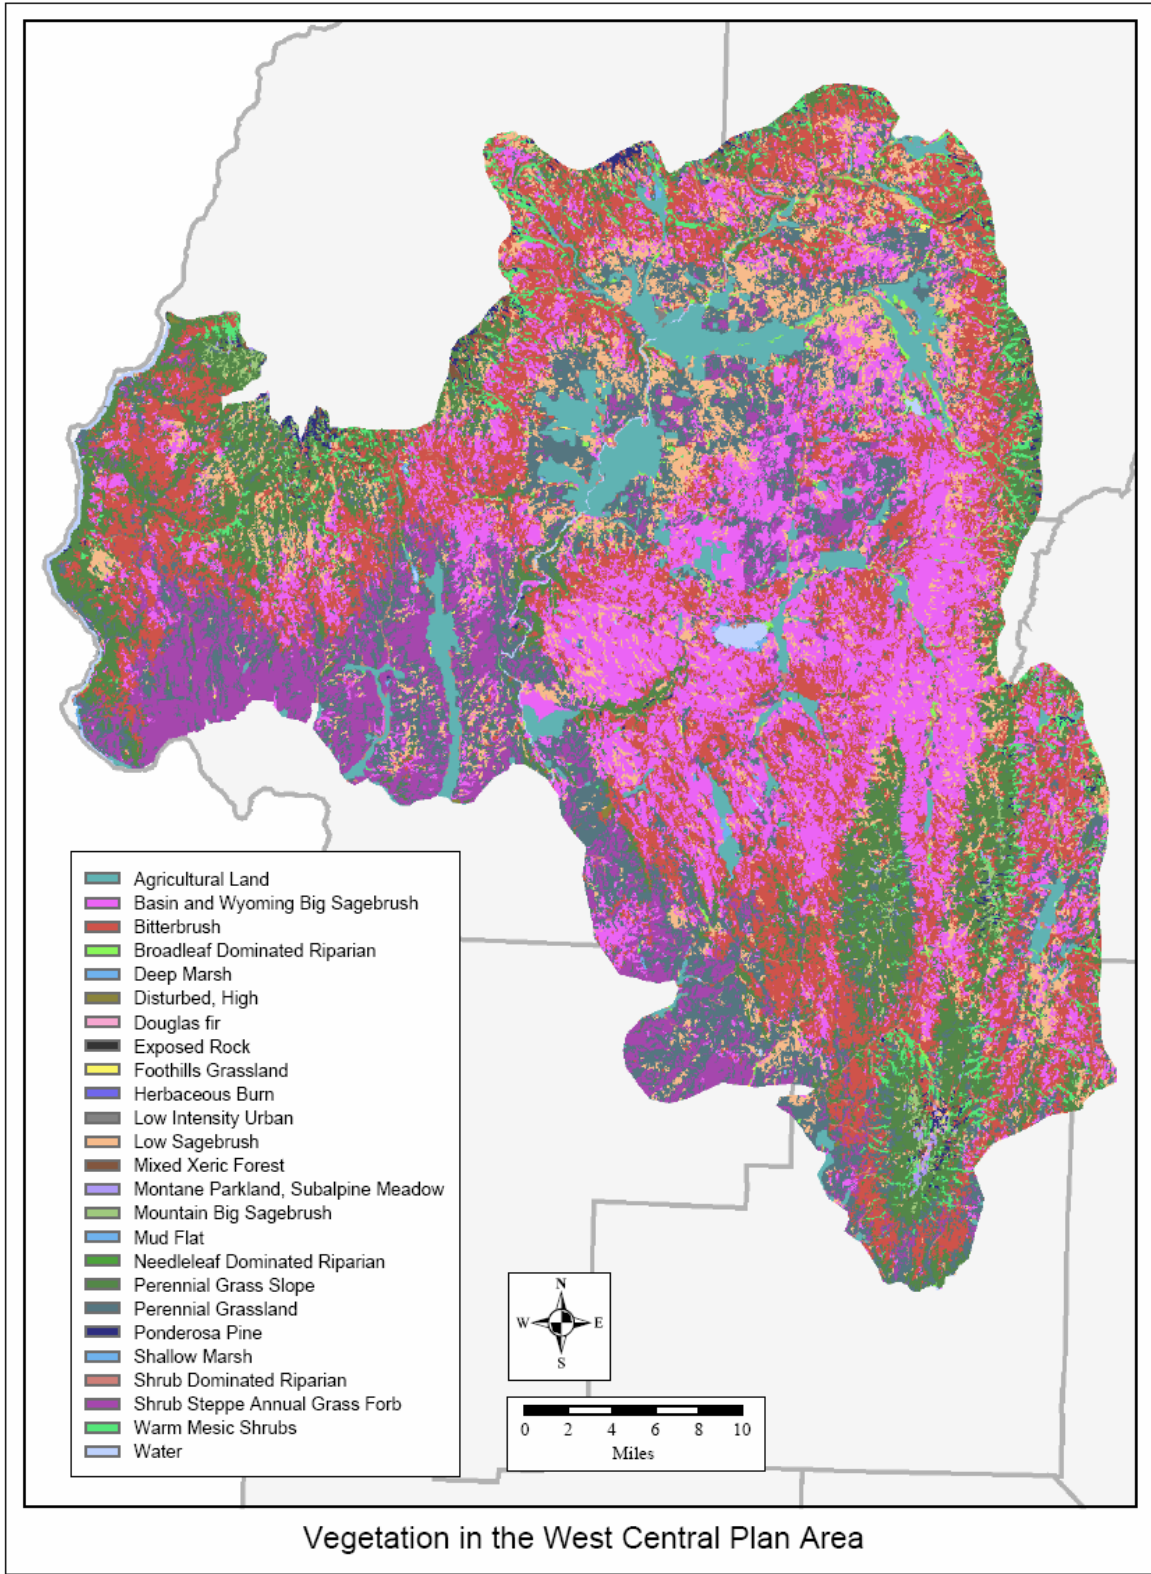 Agricultural Land
Basin and Wyoming Big Sagebrush
Bitterbrush
Broadleaf Dominated Riparian
Deep Marsh
Disturbed, High
Douglas fir
Exposed Rock
Foothills Grassland
Herbaceous Burn
Low Intensity Urban
Low Sagebrush
Mixed Xeric Forest
Montane Parkland, Subalpine Meadow
Mountain Big Sagebrush
Mud Flat
Needleleaf Dominated Riparian
Perennial Grass Slope
Perennial Grassland
Ponderosa Pine
Shallow Marsh
Shrub Dominated Riparian
Shrub Steppe Annual Grass Forb
Warm Mesic Shrubs
Water
N
W E
S
0 2 4 6 8 10
Miles
Vegetation in the West Central Plan Area